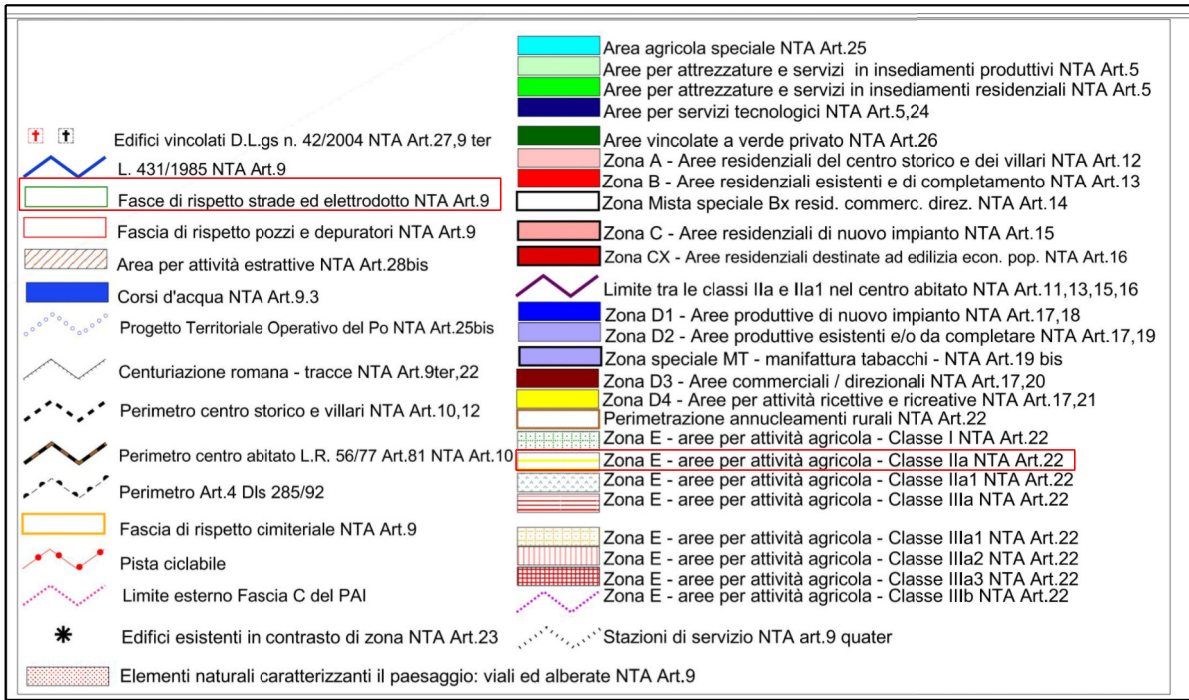 Edifici vincolati D.L.gs n. 42/2004 NTA Art.27,9 ter
L. 431/1985 NTA Art.9
Fasce di rispetto strade ed elettrodotto NTA Art.9
Fascia di rispetto pozzi e depuratori NTA Art.9
Area per attività estrattive NTA Art.28bis
Corsi d'acqua NTA Art.9.3
Progetto Territoriale Operativo del Po NTA Art.25bis
Centuriazione romana - tracce NTA Art.9ter,22
Perimetro centro storico e villari NTA Art.10,12
Perimetro centro abitato L.R. 56/77 Art.81 NTA Art.10
Perimetro Art.4 Dls 285/92
Fascia di rispetto cimiteriale NTA Art.9
Pista ciclabile
Limite esterno Fascia C del PAI
Edifici esistenti in contrasto di zona NTA Art.23
Elementi naturali caratterizzanti il paesaggio: viali ed alberate NTA Art.9
Area agricola speciale NTA Art.25
Aree per attrezzature e servizi in insediamenti produttivi NTA Art.5
Aree per attrezzature e servizi in insediamenti residenziali NTA Art.5
Aree per servizi tecnologici NTA Art.5,24
Aree vincolate a verde privato NTA Art.26
Zona A - Aree residenziali del centro storico e dei villari NTA Art.12
Zona B - Aree residenziali esistenti e di completamento NTA Art.13
Zona Mista speciale Bx resid. commerc. direz. NTA Art.14
Zona C - Aree residenziali di nuovo impianto NTA Art.15
Zona CX - Aree residenziali destinate ad edilizia econ. pop. NTA Art.16
Limite tra le classi IIa e IIa1 nel centro abitato NTA Art.11,13,15,16
Zona D1 - Aree produttive di nuovo impianto NTA Art.17,18
Zona D2 - Aree produttive esistenti e/o da completare NTA Art.17,19
Zona speciale MT - manifattura tabacchi - NTA Art.19 bis
Zona D3 - Aree commerciali / direzionali NTA Art.17,20
Zona D4 - Aree per attività ricettive e ricreative NTA Art.17,21
Perimetrazione annucleamenti rurali NTA Art.22
Zona E - aree per attività agricola - Classe I NTA Art.22
Zona E - aree per attività agricola - Classe IIa NTA Art.22
Zona E - aree per attività agricola - Classe IIa1 NTA Art.22
Zona E - aree per attività agricola - Classe IIIa NTA Art.22
Zona E - aree per attività agricola - Classe IIIa1 NTA Art.22
Zona E - aree per attività agricola - Classe IIIa2 NTA Art.22
Zona E - aree per attività agricola - Classe IIIa3 NTA Art.22
Zona E - aree per attività agricola - Classe IIIb NTA Art.22
Stazioni di servizio NTA art.9 quater